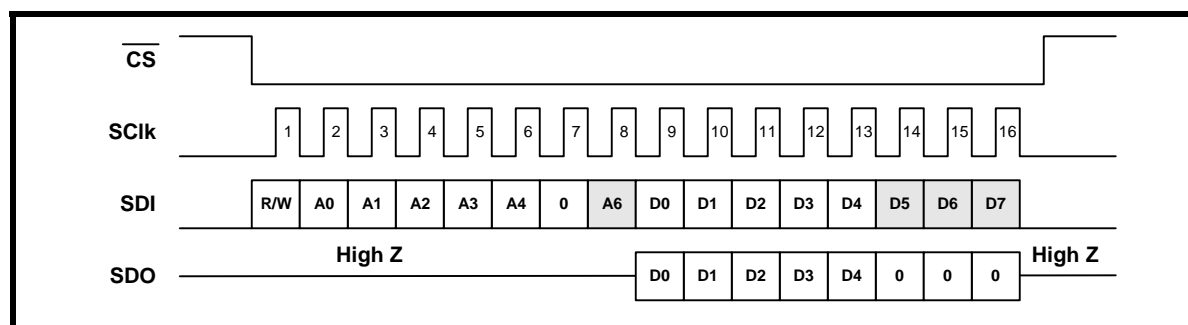 CS
SClk 1 2 3 4 5 6 7 8 9 10 11 12 13 14 15 16
SDI R/W A0 A1 A2 A3 A4 0 A6 D0 D1 D2 D3 D4 D5 D6 D7
High Z High Z
SDO D0 D1 D2 D3 D4 0 0 0